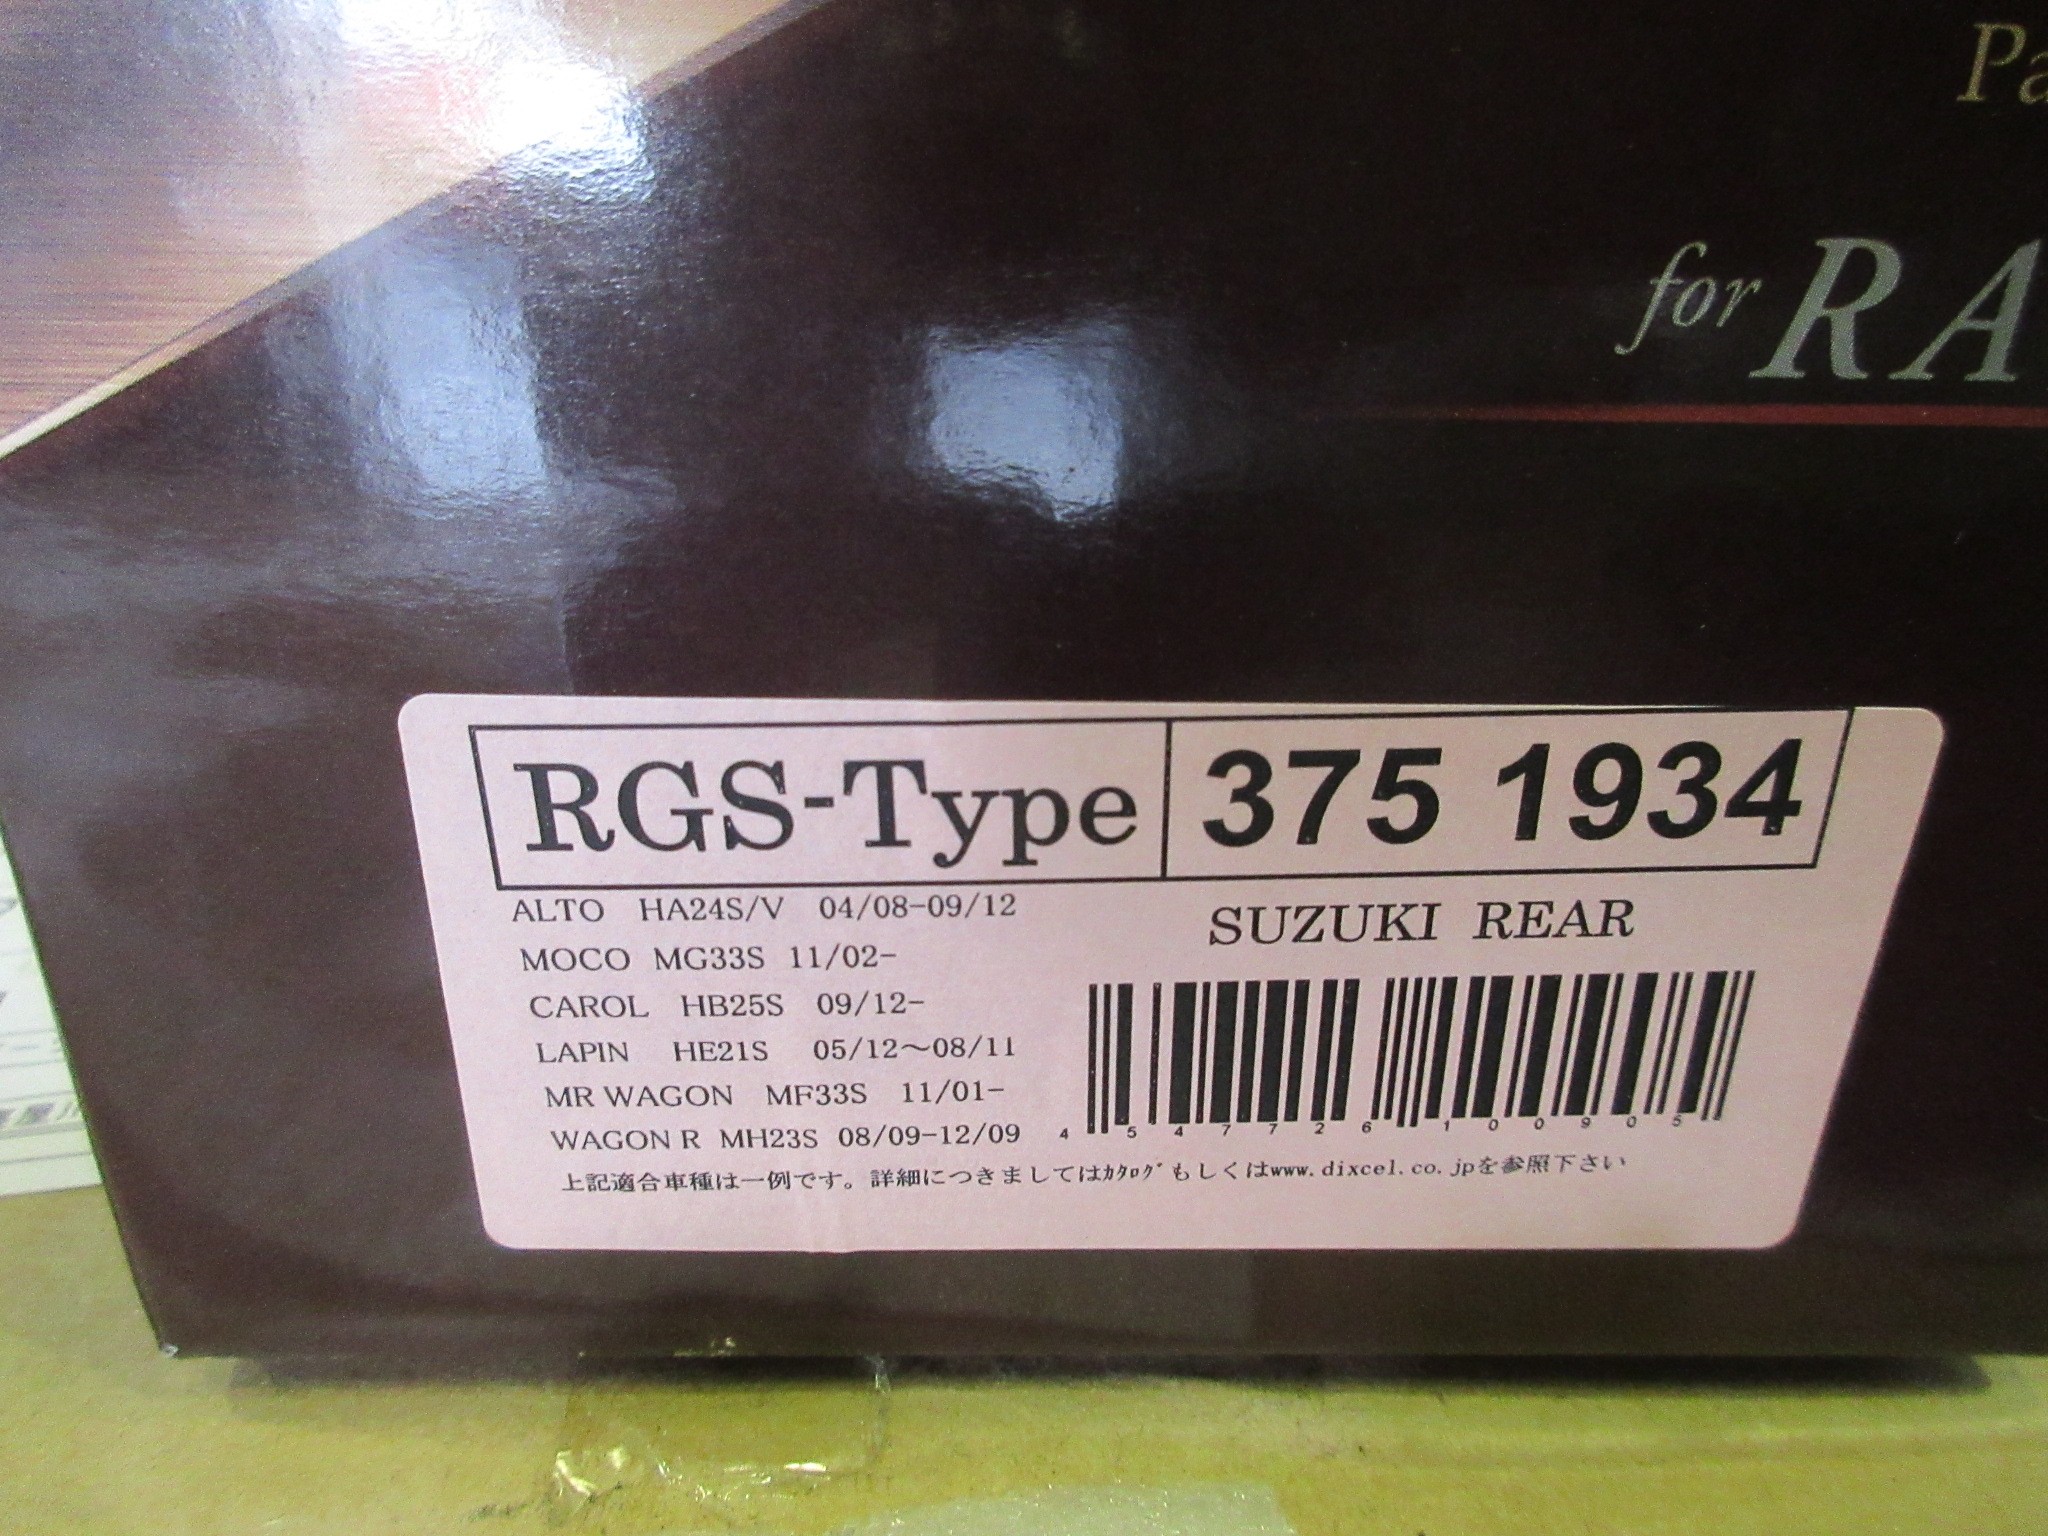 Pa
for RA
RGS-Type 375 1934
ALTO HA24S/V 04/08-09/12
SUZUKI REAR
MOCO MG33S 11/02-
CAROL HB25S 09/12-
LAPIN HE21S 05/12～08/11
MR WAGON MF33S 11/01-
WAGON R MH23S 08/09-12/09
4 547726 100905
上記適合車種は一例です。詳細につきましてはｶﾀﾛｸﾞもしくはwww.dixcel.co.jpを参照下さい